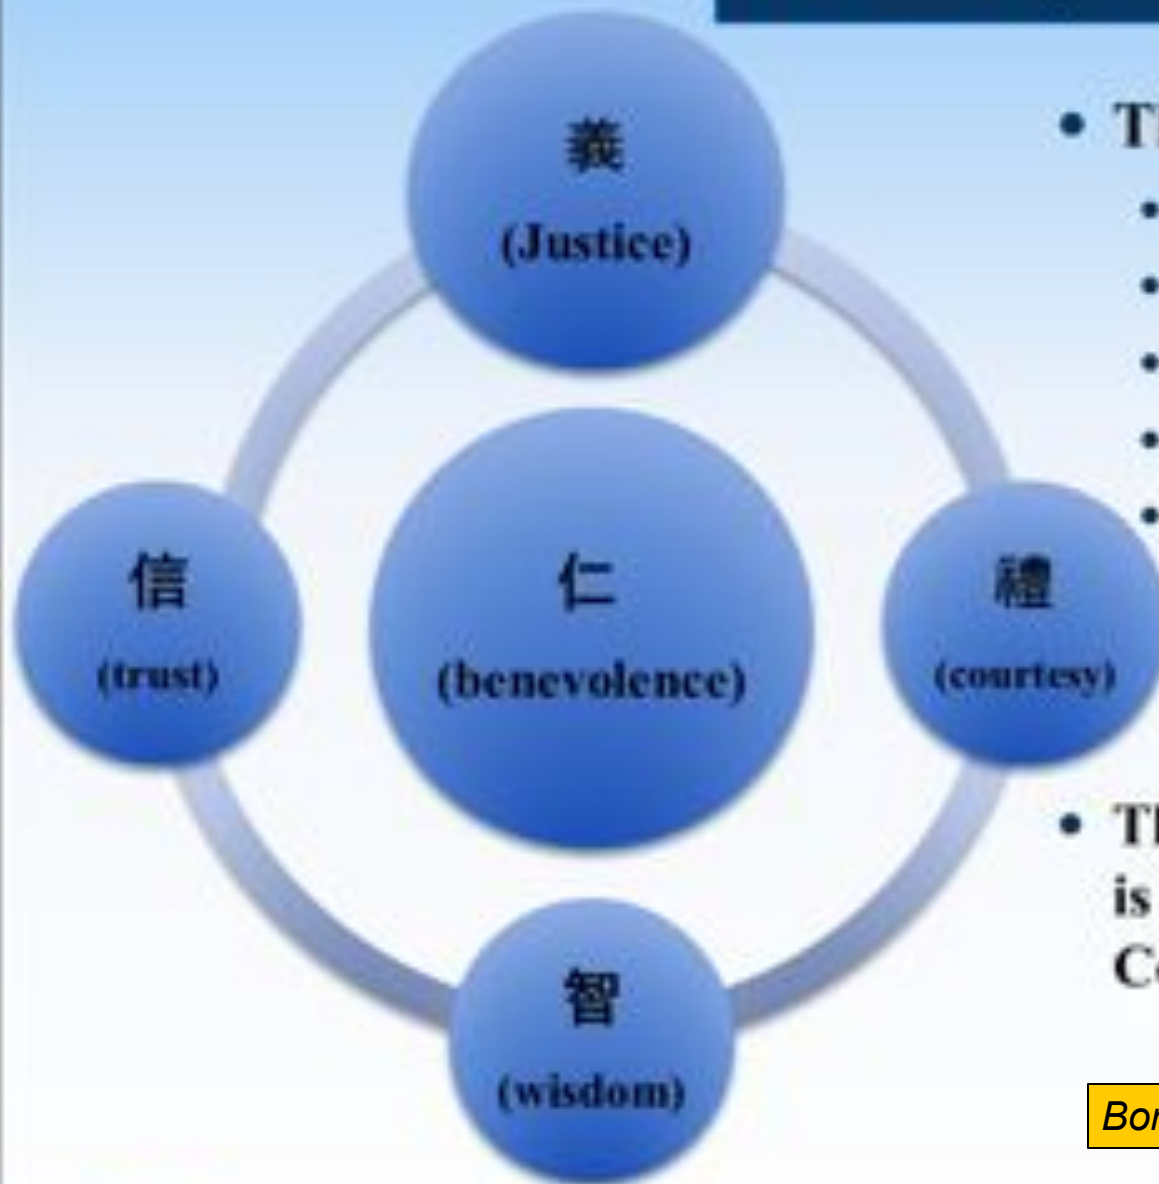 義
(Justice)
信
(trust)
仁
(benevolence)
禮
(courtesy)
智
(wisdom)
is